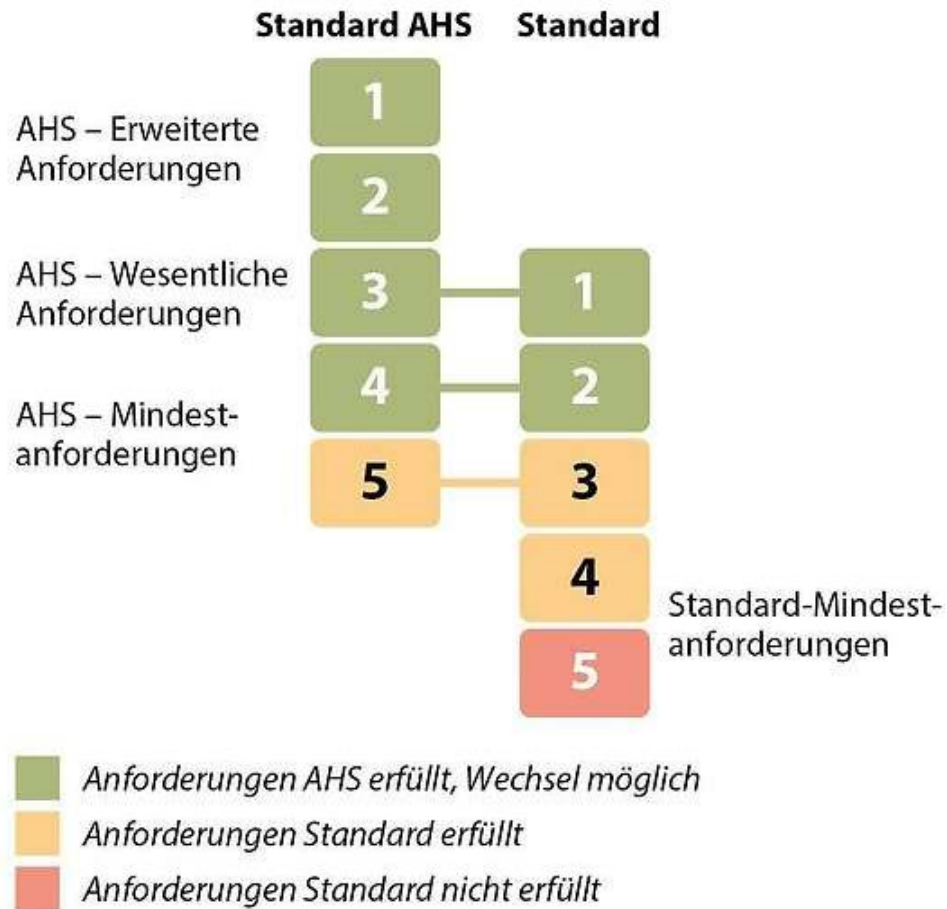 Standard AHS Standard
1
AHS – Erweiterte
Anforderungen
2
AHS – Wesentliche
Anforderungen
3 1
4 2
AHS – Mindest-
anforderungen
5 3
4
Standard-Mindest-
anforderungen
5
Anforderungen AHS erfüllt, Wechsel möglich
Anforderungen Standard erfüllt
Anforderungen Standard nicht erfüllt